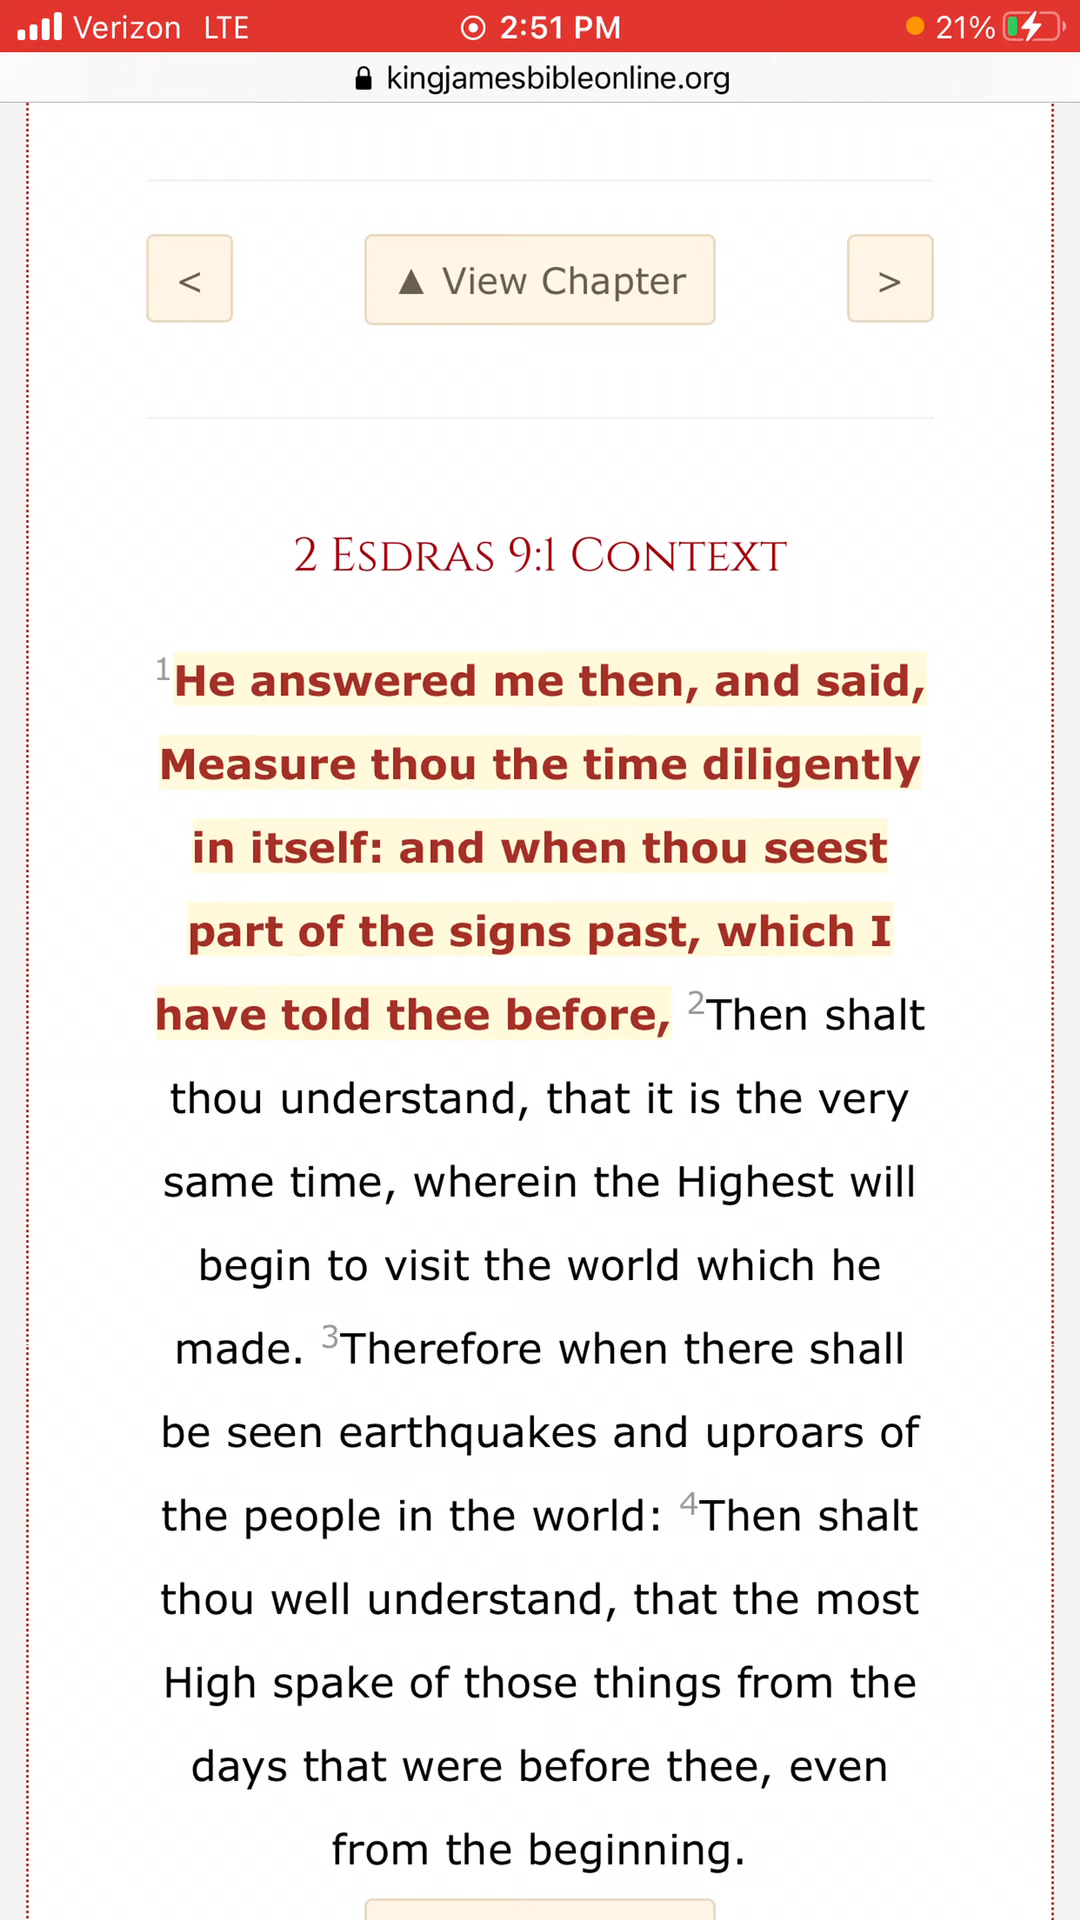 Verizon LTE 2:51 PM 21%
kingjamesbibleonline.org
< ▲ View Chapter >
2 ESDRAS 9:1 CONTEXT
1He answered me then, and said,
Measure thou the time diligently
in itself: and when thou seest
part of the signs past, which I
have told thee before, 2Then shalt
thou understand, that it is the very
same time, wherein the Highest will
begin to visit the world which he
made. 3Therefore when there shall
be seen earthquakes and uproars of
the people in the world: 4Then shalt
thou well understand, that the most
High spake of those things from the
days that were before thee, even
from the beginning.